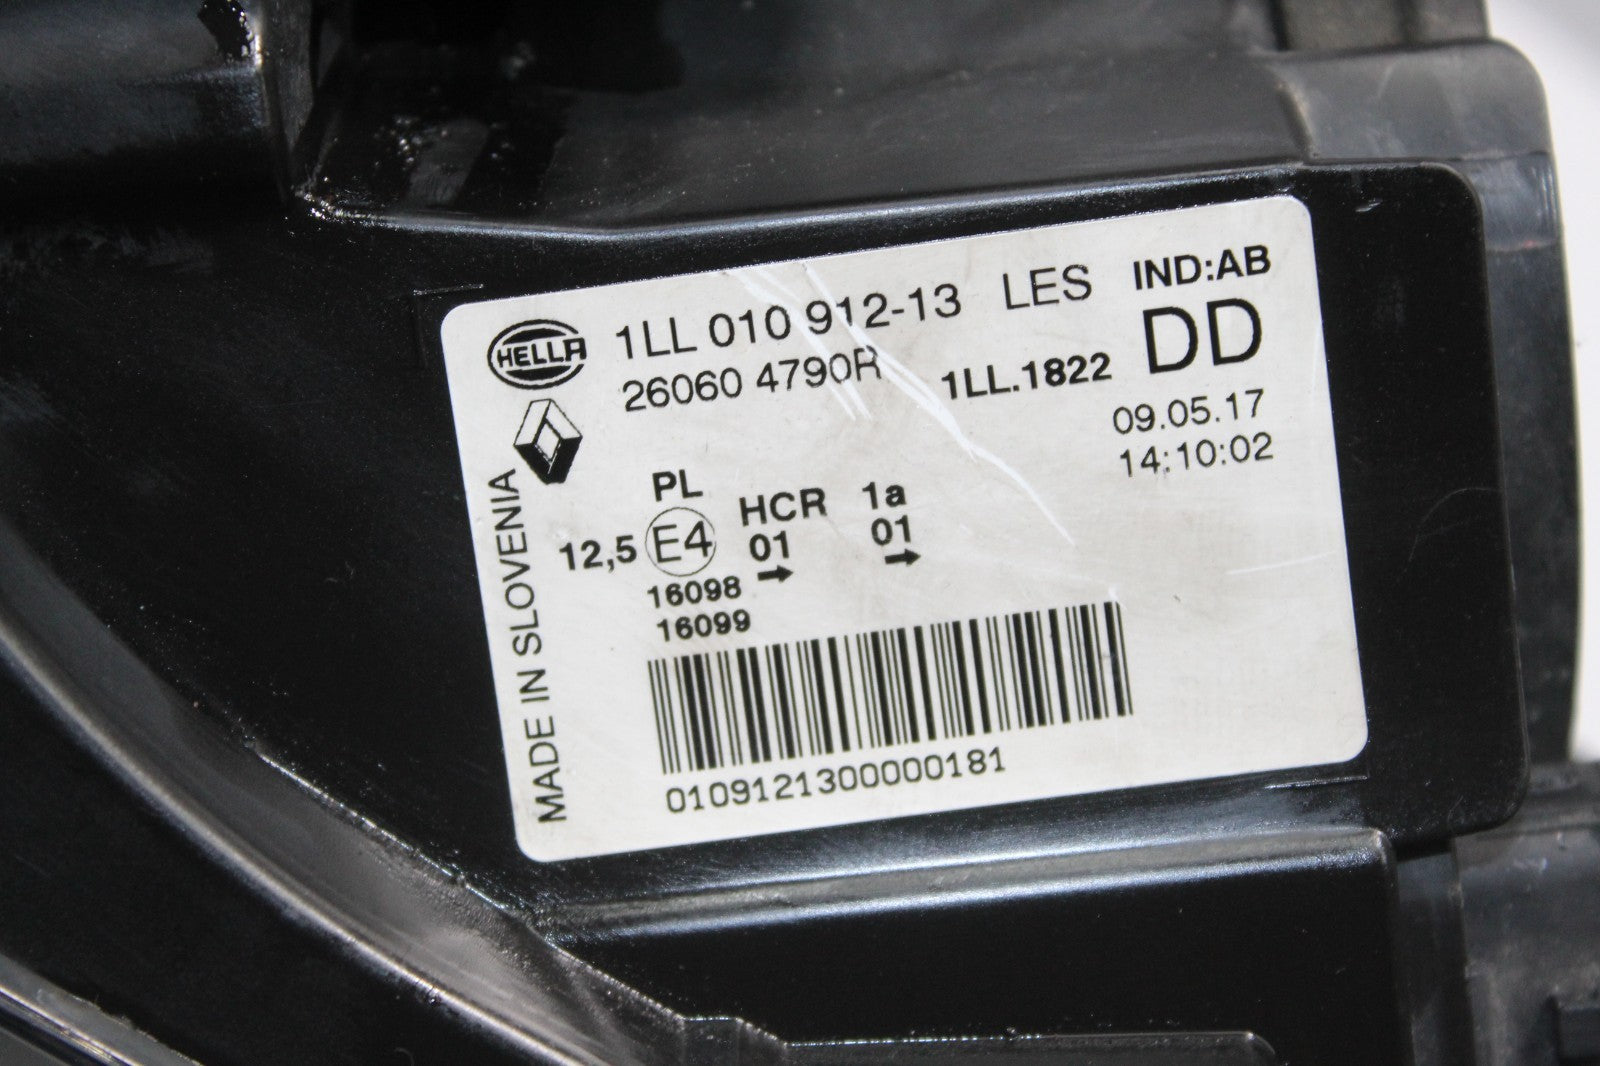 HELLA 1LL 010 912-13 LES IND:AB
26060 4790R 1LL.1822 DD
09.05.17
14:10:02
MADE IN SLOVENIA
PL HCR 1a
12,5 E4 01 01
16098
16099
0109121300000181